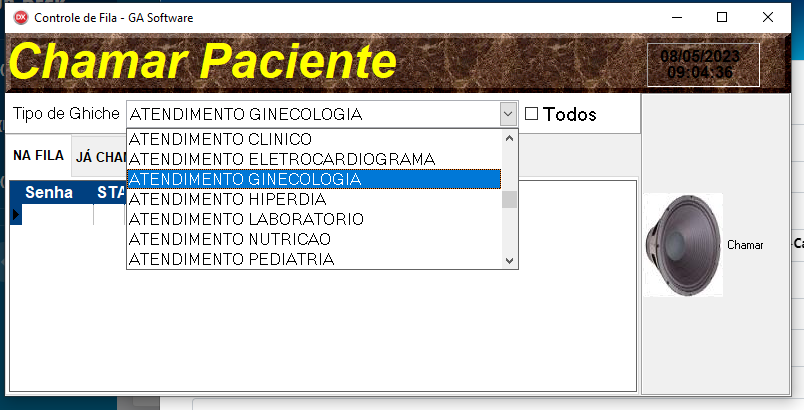 Controle de Fila - GA Software
Chamar Paciente
08/05/2023
09:04:36
Tipo de Ghiche
ATENDIMENTO GINECOLOGIA
Todos
ATENDIMENTO CLINICO
ATENDIMENTO ELETROCARDIOGRAMA
ATENDIMENTO GINECOLOGIA
ATENDIMENTO HIPERDIA
ATENDIMENTO LABORATORIO
ATENDIMENTO NUTRICAO
ATENDIMENTO PEDIATRIA
NA FILA
JÁ CHAM
Senha
STA
Chamar